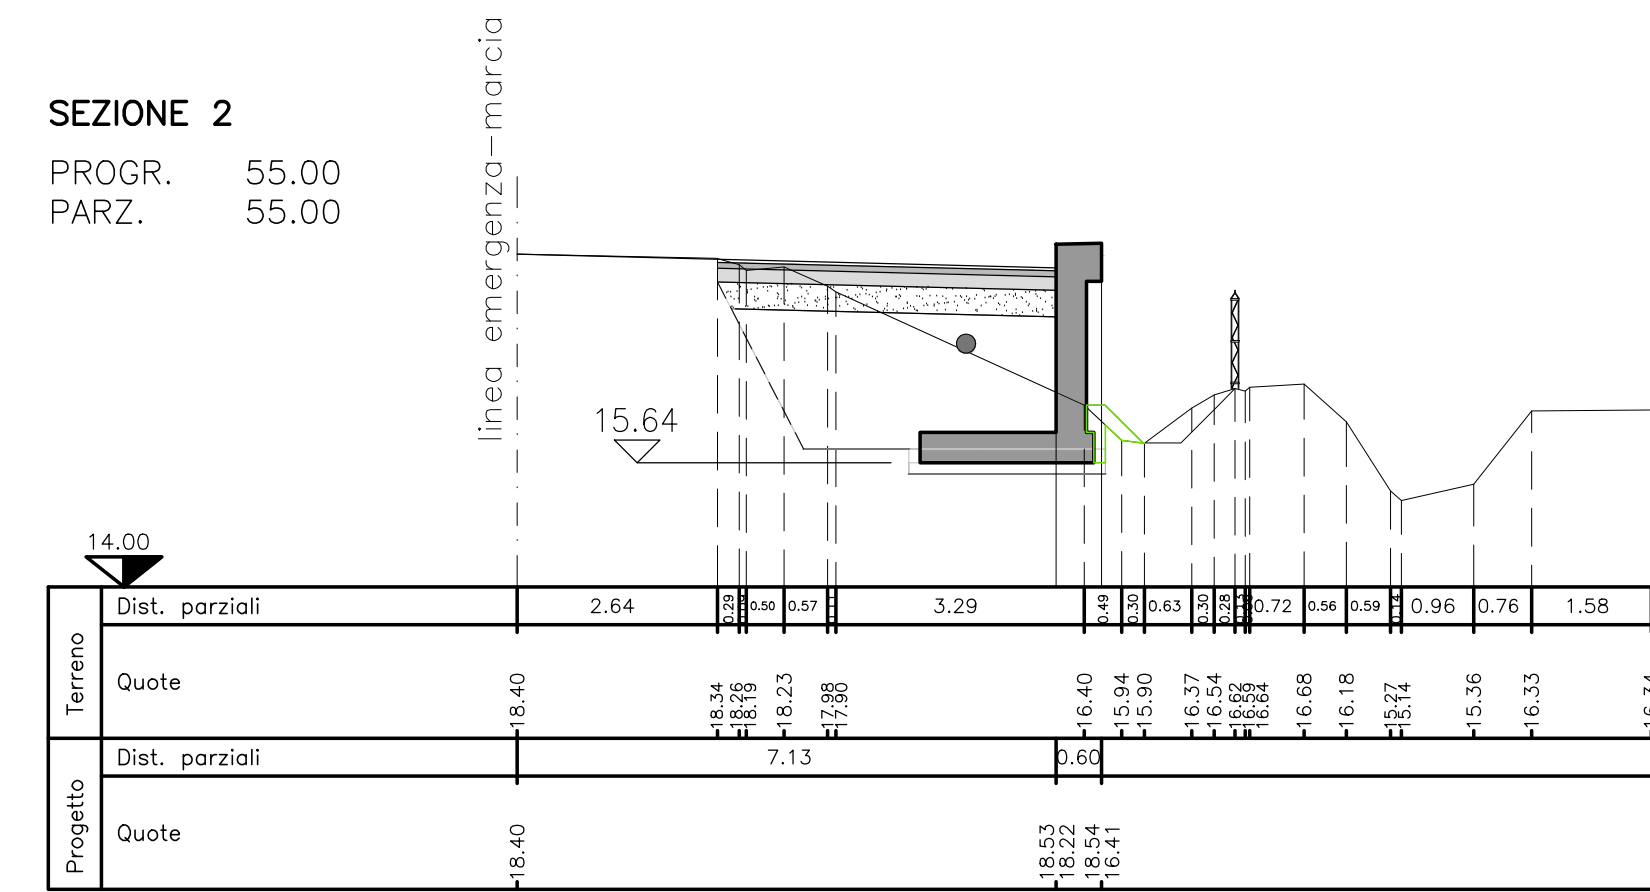 linea emergenza-marcia
SEZIONE 2
PROGR. 55.00
PARZ. 55.00
15.64
14.00
Terreno
Dist. parziali 2.64 0.29 0.50 0.57 0.11 3.29 0.49 0.30 0.63 0.30 0.28 0.13 0.72 0.56 0.59 0.14 0.96 0.76 1.58
Quote 18.40 18.34 18.26 18.19 18.23 17.98 17.90 16.40 15.94 15.90 16.37 16.54 16.62 16.59 16.64 16.68 16.18 15.27 15.14 15.36 16.33
Progetto
Dist. parziali 7.13 0.60
Quote 18.40 18.53 18.22 18.54 16.41